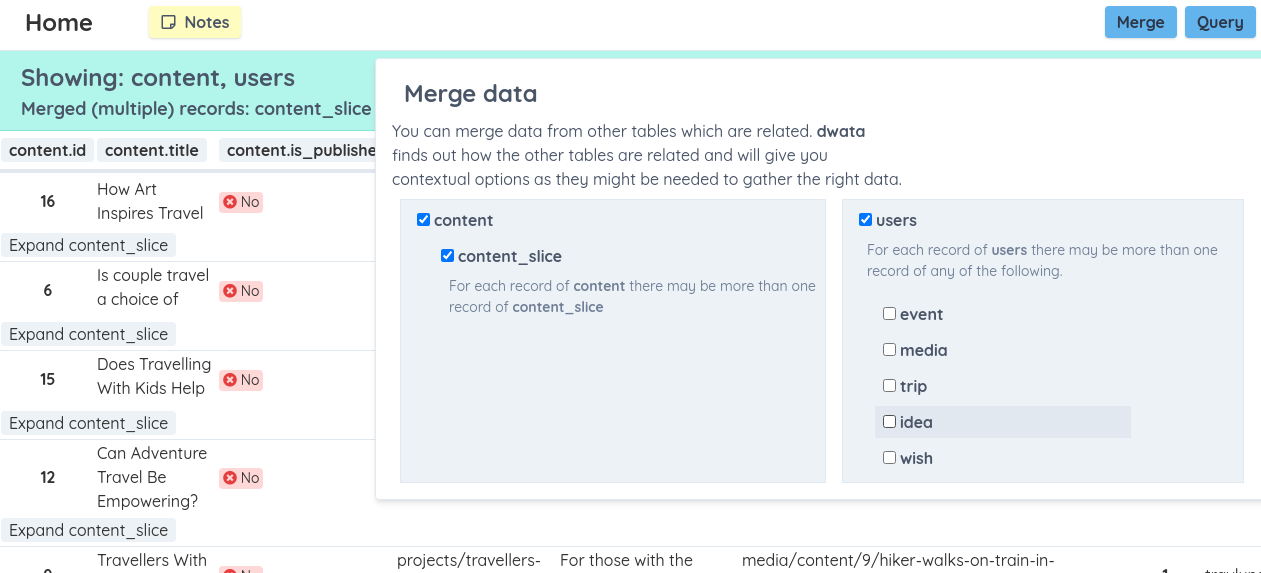 Home
Notes
Merge
Query
Showing: content, users
Merged (multiple) records: content_slice
content.id
content.title
content.is_publishe
16
How Art
Inspires Travel
No
Expand content_slice
6
Is couple travel
a choice of
No
Expand content_slice
15
Does Travelling
With Kids Help
No
Expand content_slice
12
Can Adventure
Travel Be
Empowering?
No
Expand content_slice
Travellers With
projects/travellers-
For those with the
media/content/9/hiker-walks-on-train-in-
Merge data
You can merge data from other tables which are related. dwata
finds out how the other tables are related and will give you
contextual options as they might be needed to gather the right data.
content
content_slice
For each record of content there may be more than one
record of content_slice
users
For each record of users there may be more than one
record of any of the following.
event
media
trip
idea
wish